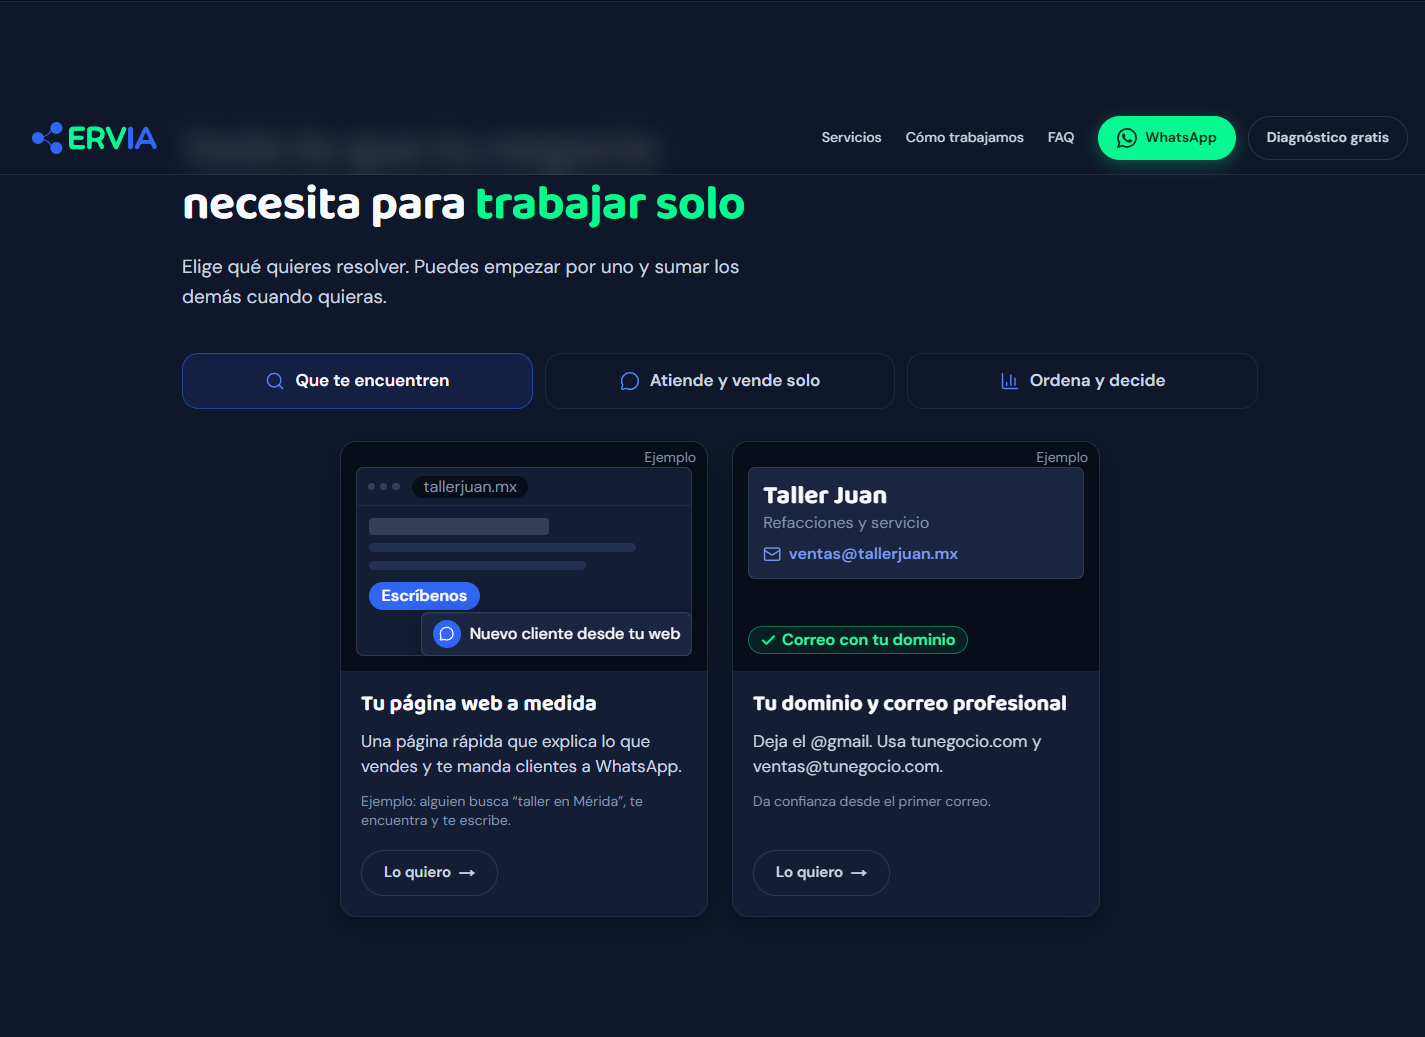 ERVIA
Servicios
Cómo trabajamos
FAQ
WhatsApp
Diagnóstico gratis
necesita para trabajar solo
Elige qué quieres resolver. Puedes empezar por uno y sumar los
demás cuando quieras.
Que te encuentren
Atiende y vende solo
Ordena y decide
Ejemplo
tallerjuan.mx
Escríbenos
Nuevo cliente desde tu web
Tu página web a medida
Una página rápida que explica lo que
vendes y te manda clientes a WhatsApp.
Ejemplo: alguien busca “taller en Mérida”, te
encuentra y te escribe.
Lo quiero →
Ejemplo
Taller Juan
Refacciones y servicio
ventas@tallerjuan.mx
Correo con tu dominio
Tu dominio y correo profesional
Deja el @gmail. Usa tunegocio.com y
ventas@tunegocio.com.
Da confianza desde el primer correo.
Lo quiero →